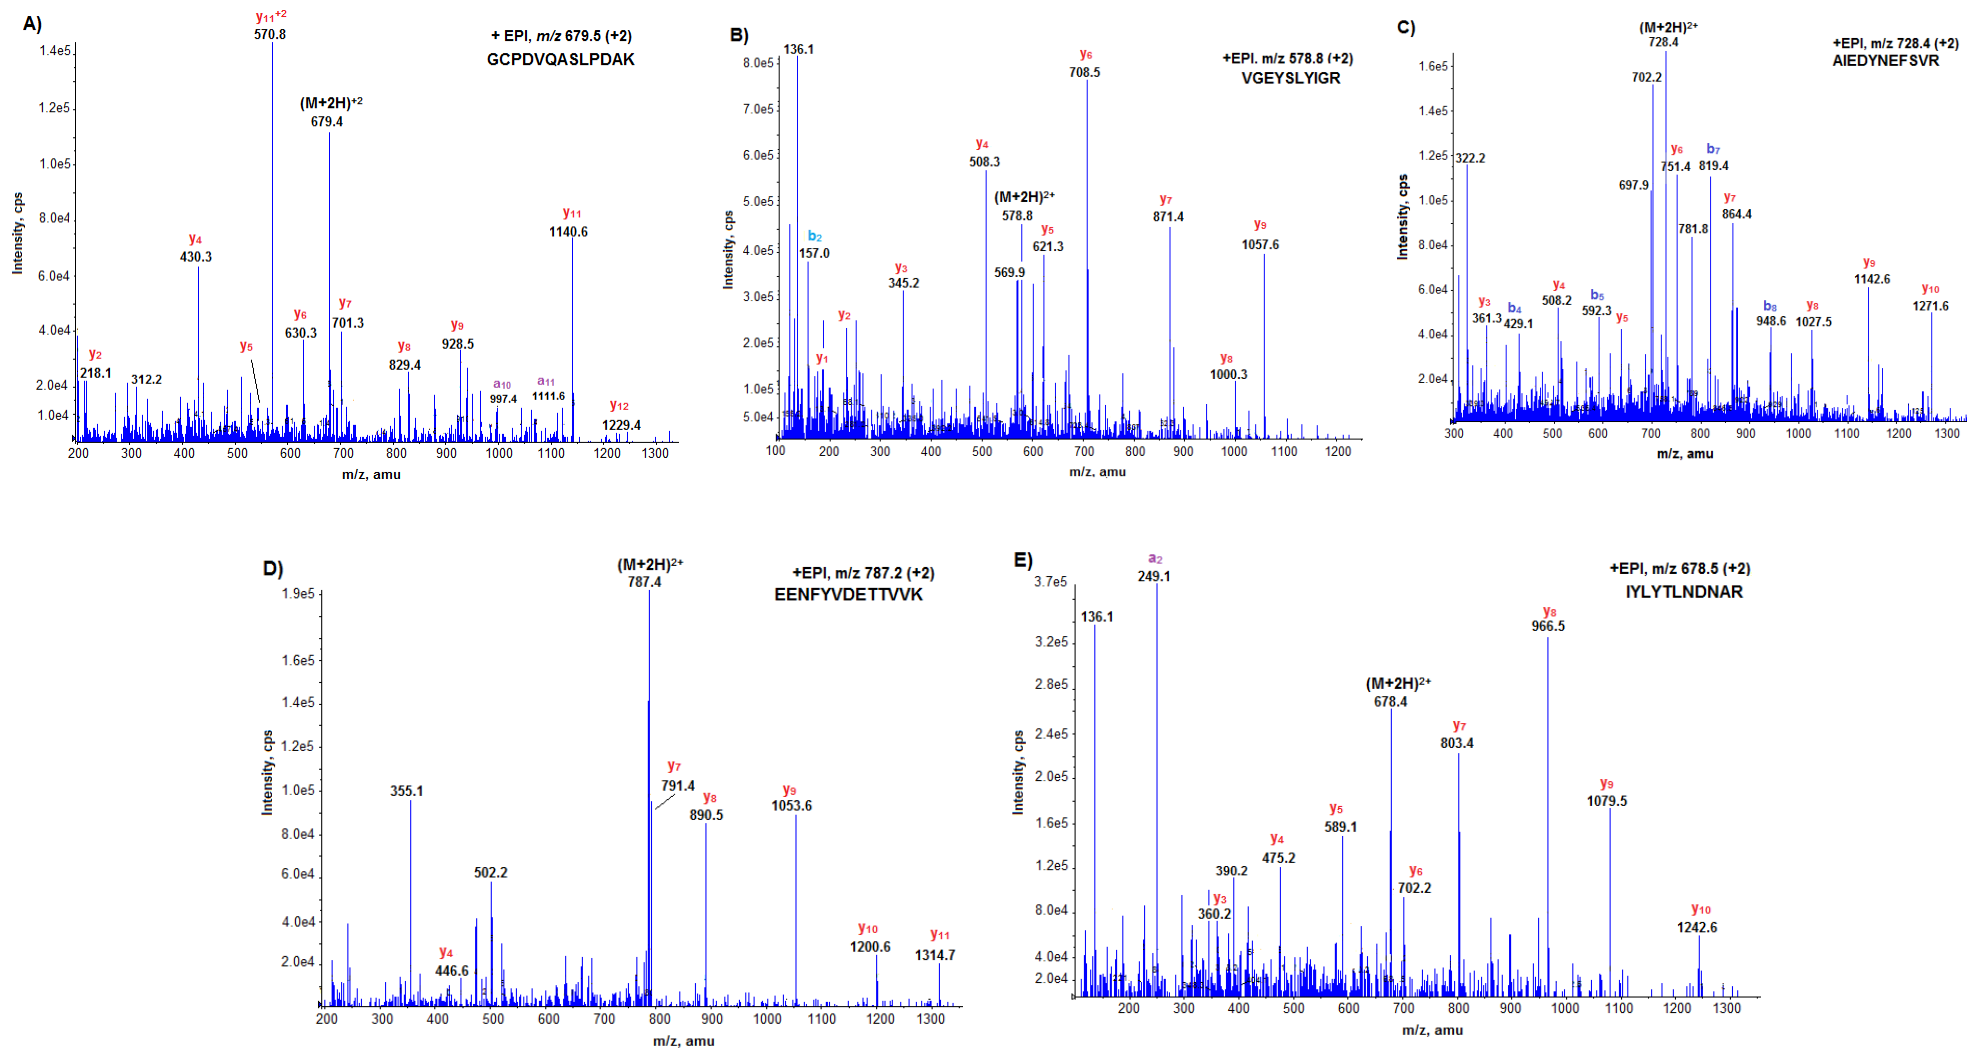 A)
+ EPI, m/z 679.5 (+2)
GCPDVQASLPDAK
y11+2
570.8
(M+2H)+2
679.4
y11
1140.6
y4
430.3
y7
701.3
y6
630.3
y5
y8
829.4
y9
928.5
y2
218.1
312.2
a10
997.4
a11
1111.6
y12
1229.4
Intensity, cps
1.4e5
1.2e5
1.0e5
8.0e4
6.0e4
4.0e4
2.0e4
1.0e4
200 300 400 500 600 700 800 900 1000 1100 1200 1300
m/z, amu
B)
+EPI. m/z 578.8 (+2)
VGEYSLYIGR
136.1
y6
708.5
y4
508.3
(M+2H)2+
578.8
y5
621.3
569.9
b2
157.0
y3
345.2
y2
y1
y7
871.4
y9
1057.6
y8
1000.3
Intensity, cps
8.0e5
7.0e5
6.0e5
5.0e5
4.0e5
3.0e5
2.0e5
1.0e5
5.0e4
100 200 300 400 500 600 700 800 900 1000 1100 1200
m/z, amu
C)
+EPI, m/z 728.4 (+2)
AIEDYNEFSVR
(M+2H)2+
728.4
702.2
322.2
697.9
y6
751.4
b7
819.4
y7
864.4
781.8
y3
361.3
b4
429.1
y4
508.2
b5
592.3
y5
b8
948.6
y8
1027.5
y9
1142.6
y10
1271.6
Intensity, cps
1.6e5
1.4e5
1.2e5
1.0e5
8.0e4
6.0e4
4.0e4
2.0e4
300 400 500 600 700 800 900 1000 1100 1200 1300
m/z, amu
D)
+EPI, m/z 787.2 (+2)
EENFYVDETTVVK
(M+2H)2+
787.4
y7
791.4
y8
890.5
y9
1053.6
355.1
502.2
y4
446.6
y10
1200.6
y11
1314.7
Intensity, cps
1.9e5
1.6e5
1.4e5
1.2e5
1.0e5
8.0e4
6.0e4
4.0e4
2.0e4
200 300 400 500 600 700 800 900 1000 1100 1200 1300
m/z, amu
E)
+EPI, m/z 678.5 (+2)
IYLYTLNDNAR
a2
249.1
136.1
y8
966.5
(M+2H)2+
678.4
y7
803.4
y9
1079.5
y5
589.1
y4
475.2
390.2
y3
360.2
y6
702.2
y10
1242.6
Intensity, cps
3.7e5
3.2e5
2.8e5
2.4e5
2.0e5
1.6e5
1.2e5
8.0e4
4.0e4
2.0e4
200 300 400 500 600 700 800 900 1000 1100 1200 1300
m/z, amu